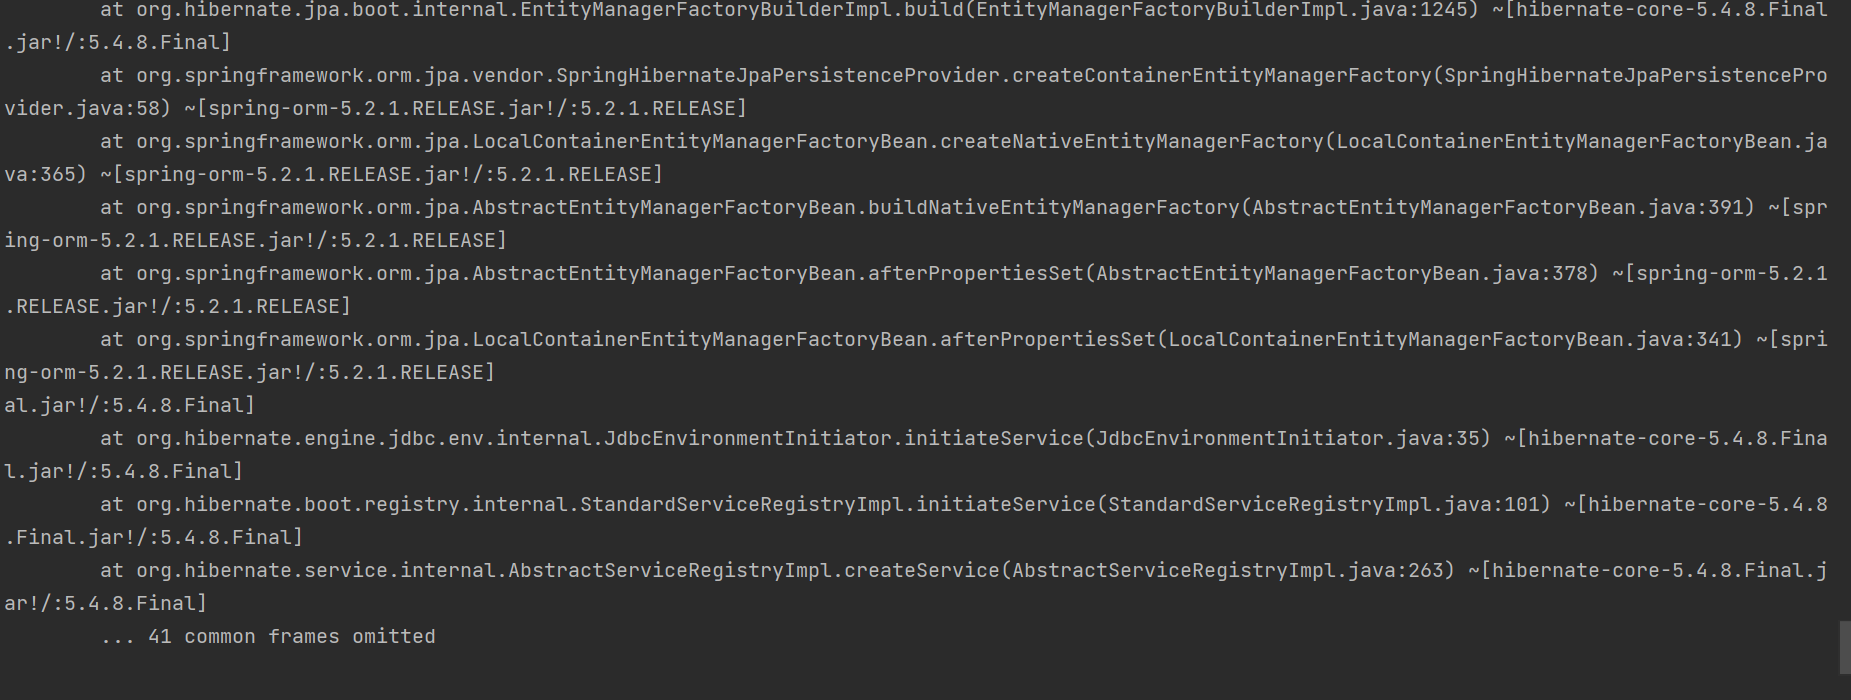 at org.hibernate.jpa.boot.internal.EntityManagerFactoryBuilderImpl.build(EntityManagerFactoryBuilderImpl.java:1245) ~[hibernate-core-5.4.8.Final
.jar!/:5.4.8.Final]
        at org.springframework.orm.jpa.vendor.SpringHibernateJpaPersistenceProvider.createContainerEntityManagerFactory(SpringHibernateJpaPersistencePro
vider.java:58) ~[spring-orm-5.2.1.RELEASE.jar!/:5.2.1.RELEASE]
        at org.springframework.orm.jpa.LocalContainerEntityManagerFactoryBean.createNativeEntityManagerFactory(LocalContainerEntityManagerFactoryBean.ja
va:365) ~[spring-orm-5.2.1.RELEASE.jar!/:5.2.1.RELEASE]
        at org.springframework.orm.jpa.AbstractEntityManagerFactoryBean.buildNativeEntityManagerFactory(AbstractEntityManagerFactoryBean.java:391) ~[spr
ing-orm-5.2.1.RELEASE.jar!/:5.2.1.RELEASE]
        at org.springframework.orm.jpa.AbstractEntityManagerFactoryBean.afterPropertiesSet(AbstractEntityManagerFactoryBean.java:378) ~[spring-orm-5.2.1
.RELEASE.jar!/:5.2.1.RELEASE]
        at org.springframework.orm.jpa.LocalContainerEntityManagerFactoryBean.afterPropertiesSet(LocalContainerEntityManagerFactoryBean.java:341) ~[spri
ng-orm-5.2.1.RELEASE.jar!/:5.2.1.RELEASE]
al.jar!/:5.4.8.Final]
        at org.hibernate.engine.jdbc.env.internal.JdbcEnvironmentInitiator.initiateService(JdbcEnvironmentInitiator.java:35) ~[hibernate-core-5.4.8.Fina
l.jar!/:5.4.8.Final]
        at org.hibernate.boot.registry.internal.StandardServiceRegistryImpl.initiateService(StandardServiceRegistryImpl.java:101) ~[hibernate-core-5.4.8
.Final.jar!/:5.4.8.Final]
        at org.hibernate.service.internal.AbstractServiceRegistryImpl.createService(AbstractServiceRegistryImpl.java:263) ~[hibernate-core-5.4.8.Final.j
ar!/:5.4.8.Final]
        ... 41 common frames omitted